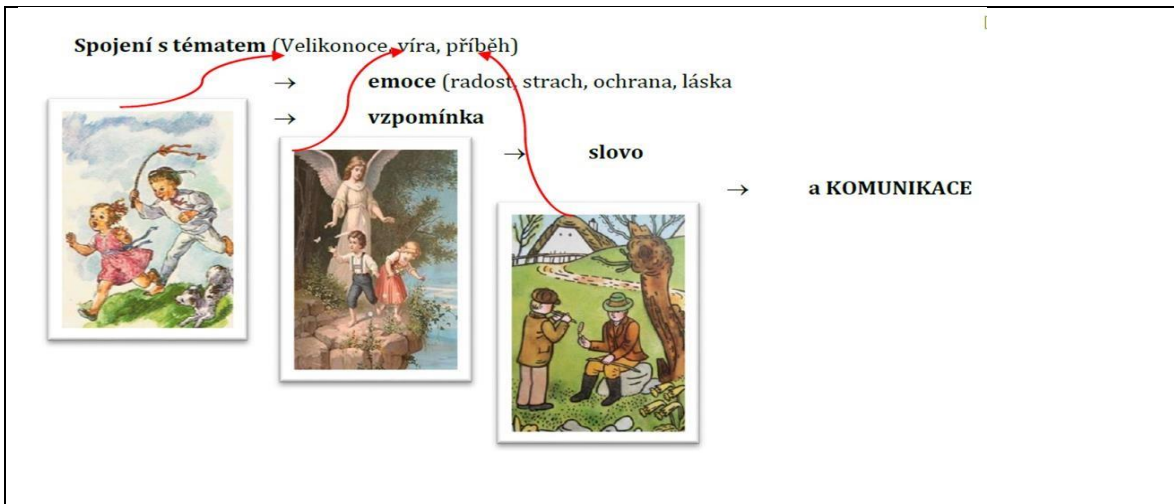 Spojení s tématem (Velikonoce, víra, příběh)
→ emoce (radost, strach, ochrana, láska
→ vzpomínka
→ slovo
→ a KOMUNIKACE